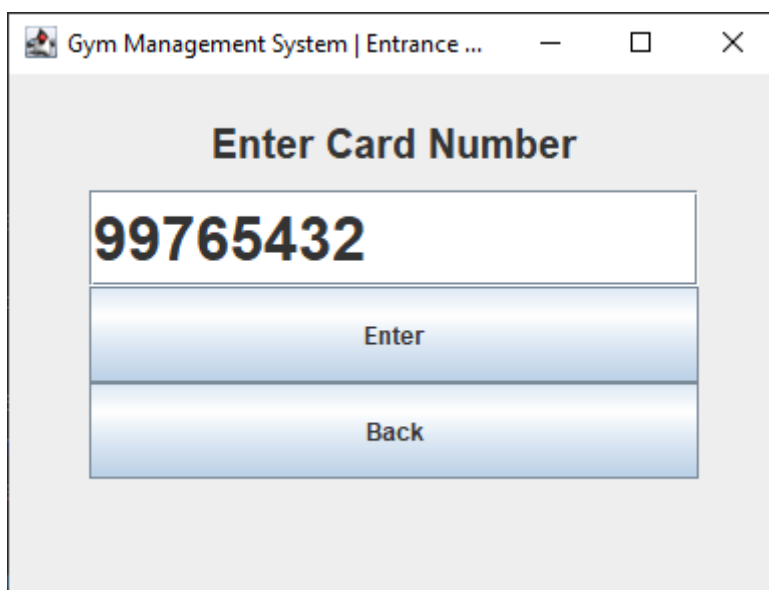 Gym Management System | Entrance ...
Enter Card Number
99765432
Enter
Back